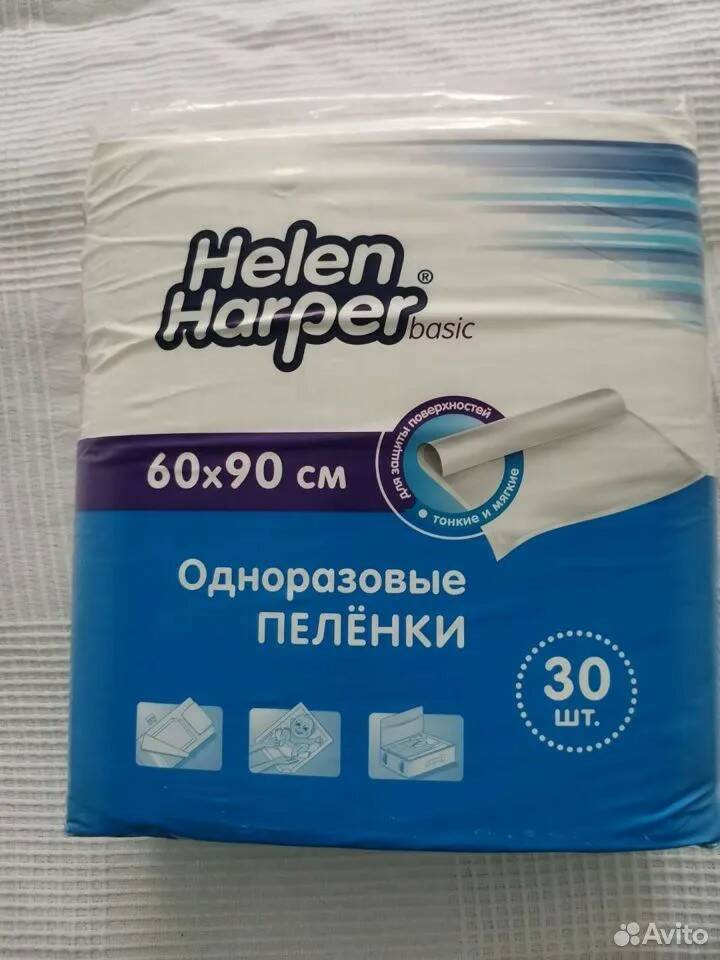 Helen
Harper®
basic
для защиты поверхностей
тонкие и мягкие
60x90 см
Одноразовые
ПЕЛЁНКИ
30
шт.
Avito